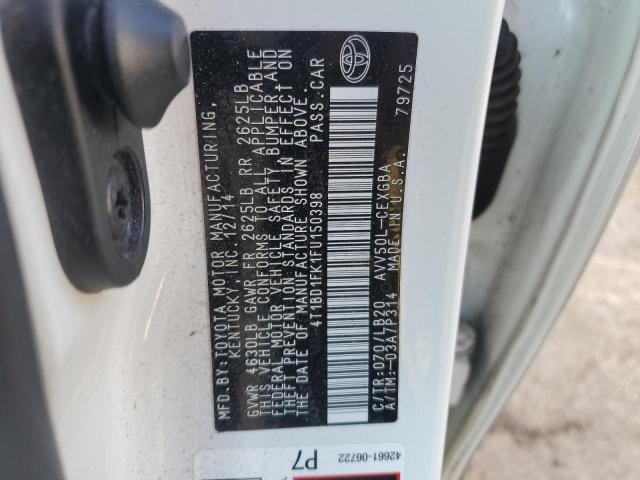 MFD. BY: TOYOTA MOTOR MANUFACTURING,
KENTUCKY, INC. 12/14
GVWR 4630LB GAWR FR 2625LB RR 2625LB
THIS VEHICLE CONFORMS TO ALL APPLICABLE
FEDERAL MOTOR VEHICLE SAFETY, BUMPER, AND
THEFT PREVENTION STANDARDS IN EFFECT ON
THE DATE OF MANUFACTURE SHOWN ABOVE.
4T1BD1FK1FU150398 PASS. CAR
C/TR: 070/LB20 AVV50L-CEXGBA
A/TM: -03A/P314 MADE IN U.S.A.
79725
42661-06722
P7